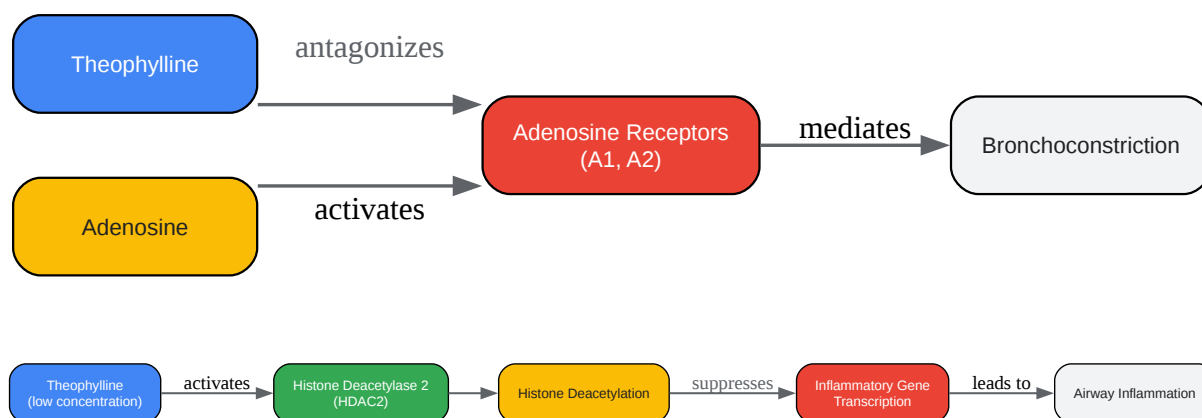 Theophylline
antagonizes
Adenosine Receptors
(A1, A2)
mediates
Bronchoconstriction
Adenosine
activates
Theophylline
(low concentration)
activates
Histone Deacetylase 2
(HDAC2)
Histone Deacetylation
suppresses
Inflammatory Gene
Transcription
leads to
Airway Inflammation